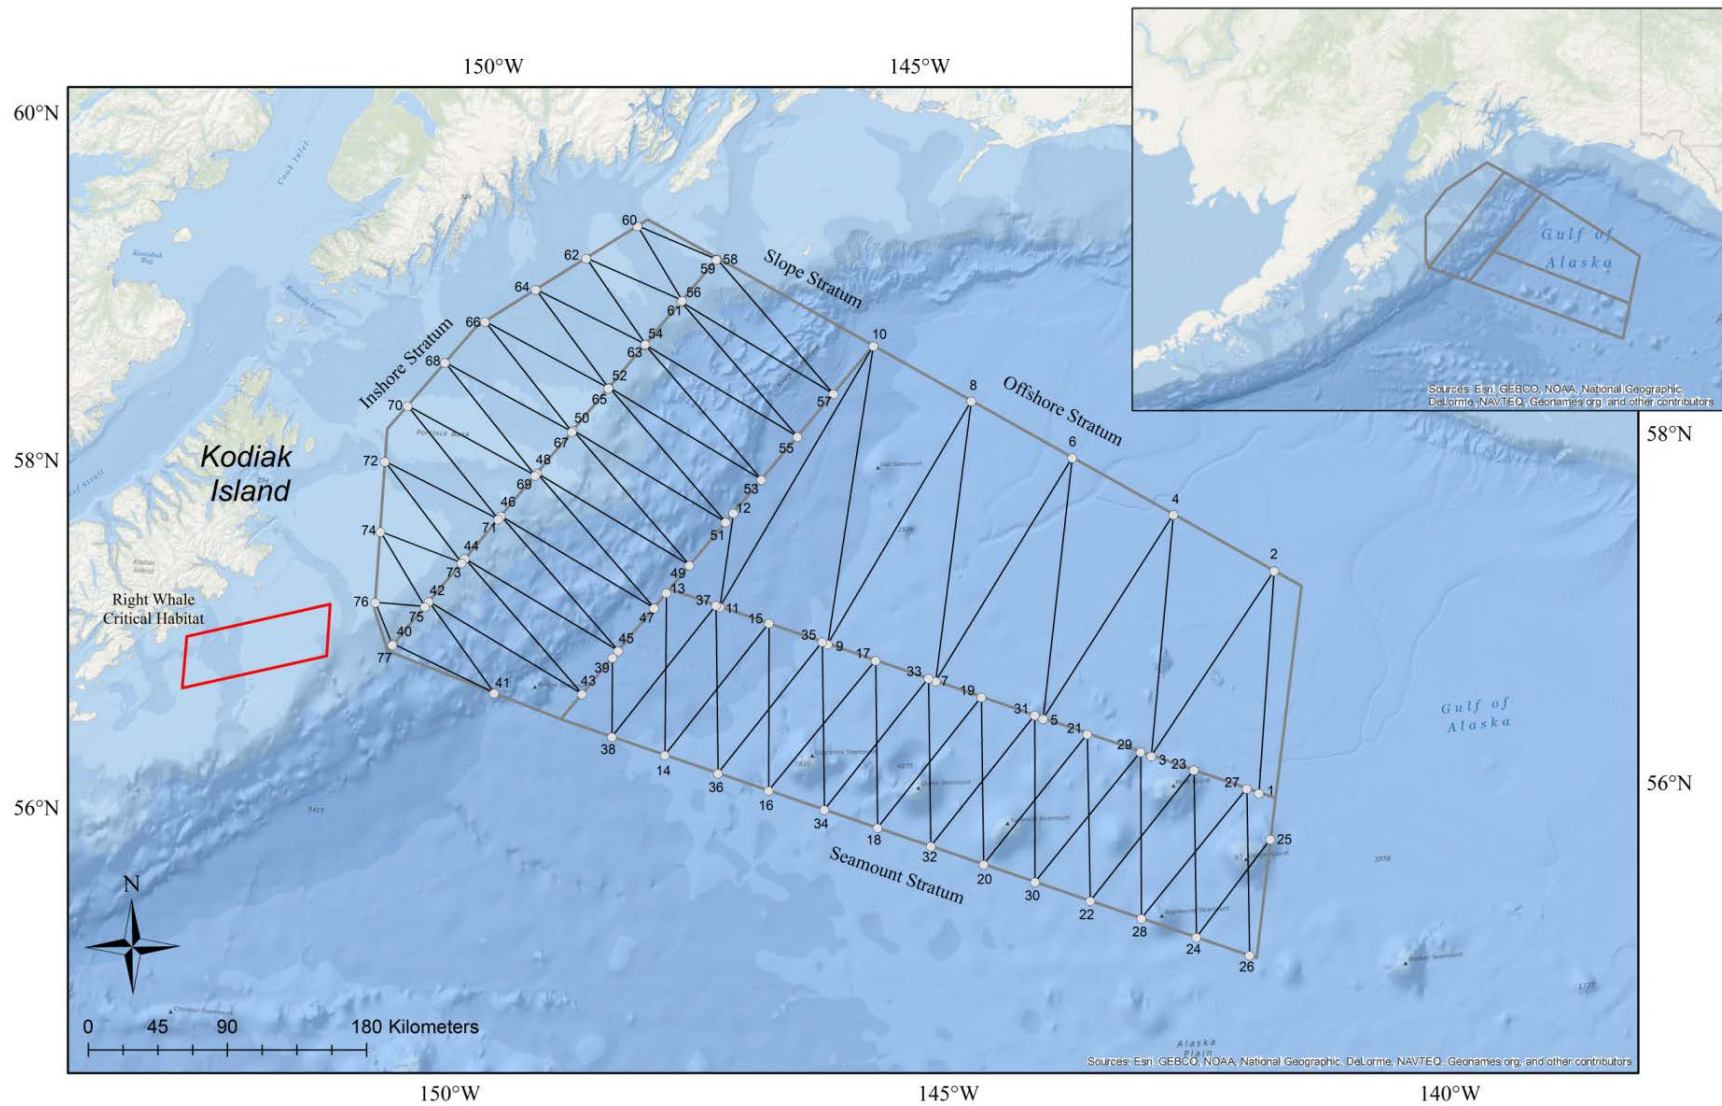 150°W
145°W
60°N
Cook Inlet
60
62
58
59
Slope Stratum
Gulf of
Alaska
64
56
61
66
54
63
10
Sources: Esri, GEBCO, NOAA, National Geographic,
DeLorme, NAVTEQ, Geonames.org, and other contributors
Inshore Stratum
68
52
65
57
8
Offshore Stratum
70
50
67
55
6
58°N
58°N
Kodiak
Island
72
48
69
53
12
4
74
46
71
51
44
73
49
2
Right Whale
Critical Habitat
76
42
75
13
37
11
47
15
40
77
45
39
35
9
17
41
43
33
7
19
31
5
21
Gulf of
Alaska
38
14
36
16
29
3
23
27
1
56°N
56°N
34
18
32
25
Seamount Stratum
20
30
22
28
24
26
N
0
45
90
180 Kilometers
Alaska
Plain
Sources: Esri, GEBCO, NOAA, National Geographic, DeLorme, NAVTEQ, Geonames.org, and other contributors
150°W
145°W
140°W